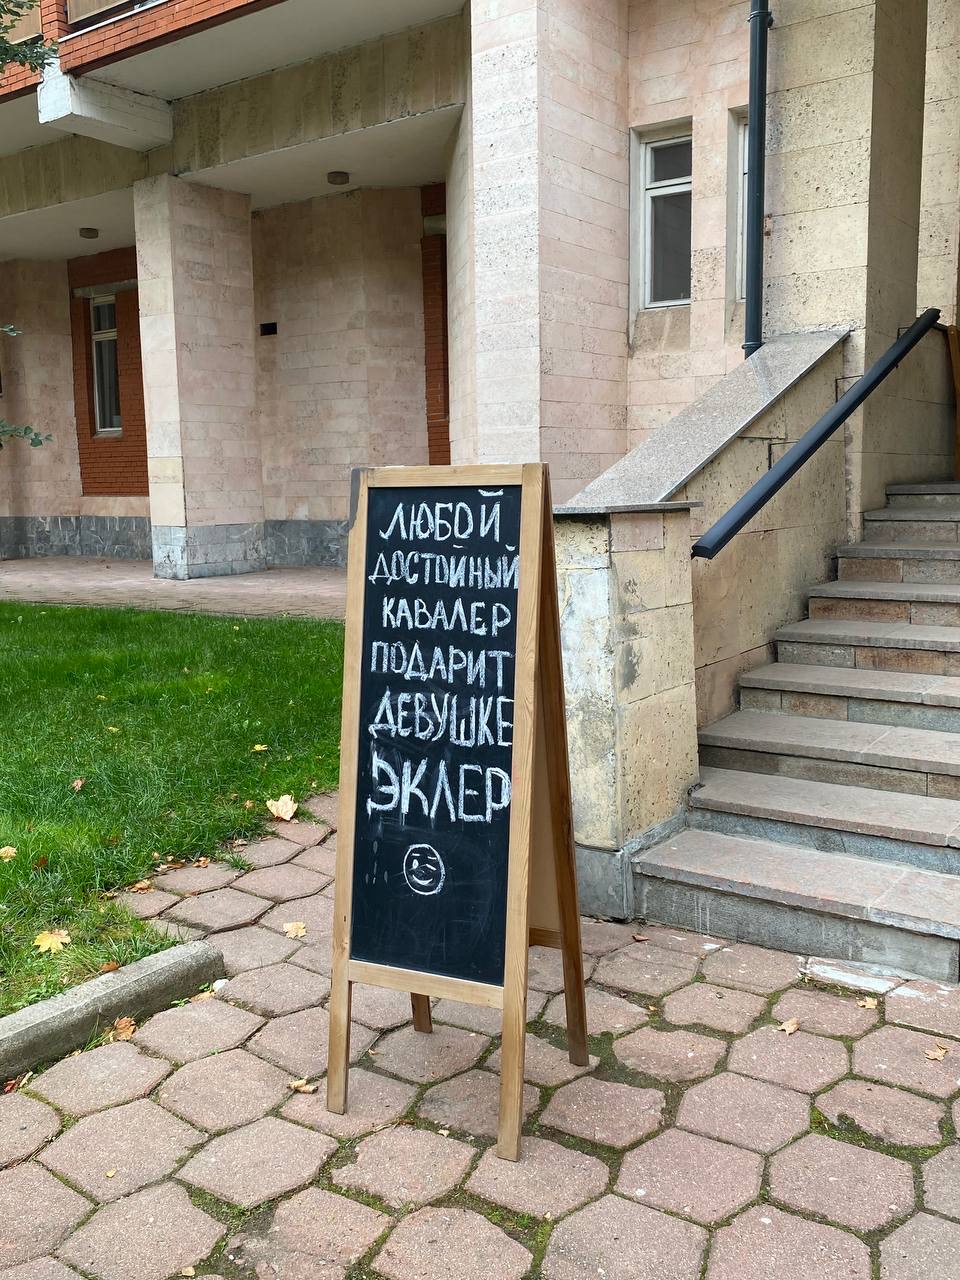 ЛЮБОЙ
ДОСТОЙНЫЙ
КАВАЛЕР
ПОДАРИТ
ДЕВУШКЕ
ЭКЛЕР